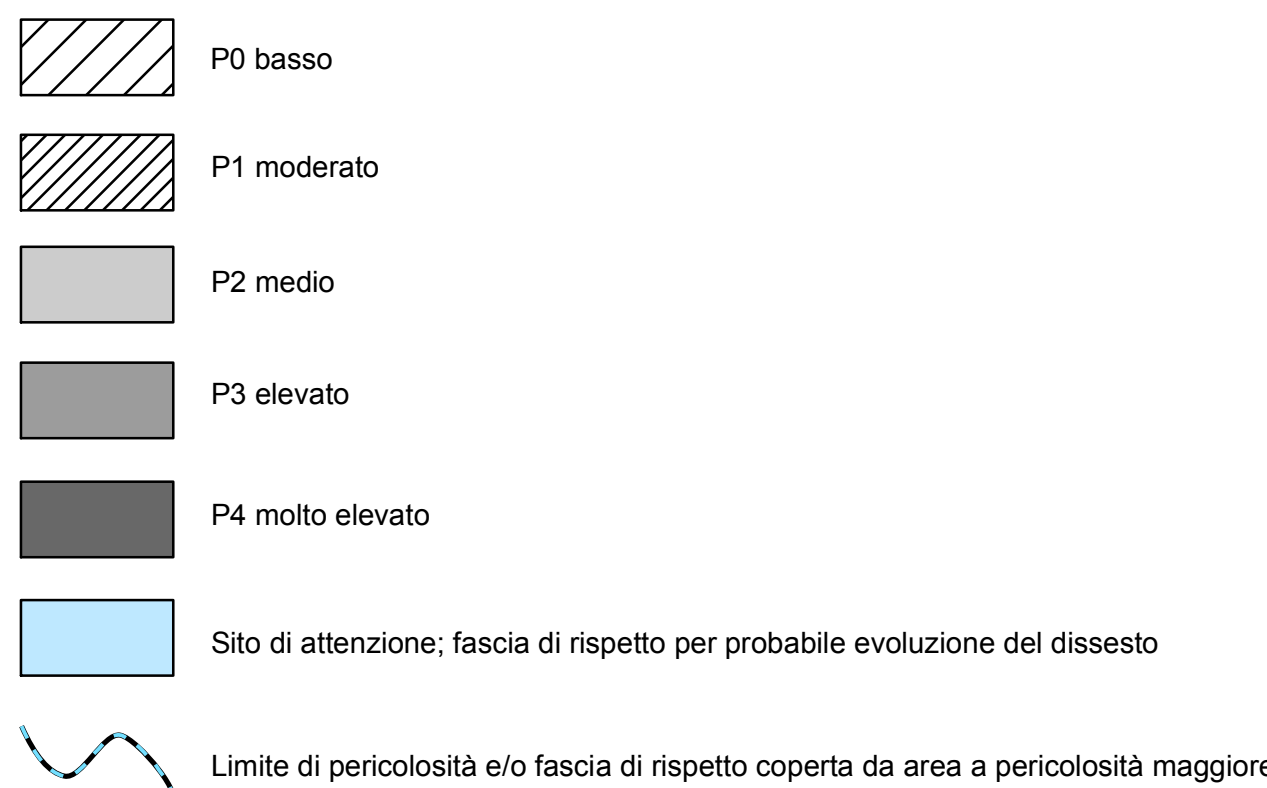 P0 basso
P1 moderato
P2 medio
P3 elevato
P4 molto elevato
Sito di attenzione; fascia di rispetto per probabile evoluzione del dissesto
Limite di pericolosità e/o fascia di rispetto coperta da area a pericolosità maggiore